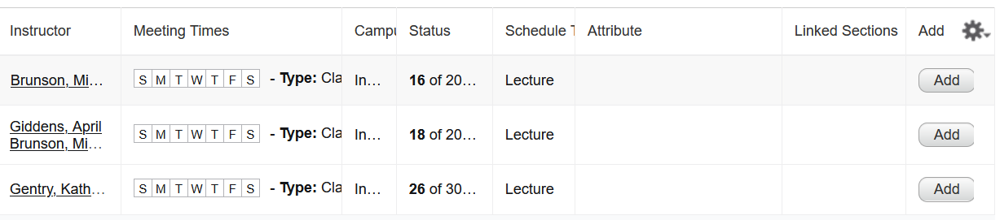 Instructor Meeting Times Campu Status Schedule T Attribute Linked Sections Add
Brunson, Mi... S M T W T F S - Type: Cla In... 16 of 20... Lecture Add
Giddens, April
Brunson, Mi... S M T W T F S - Type: Cla In... 18 of 20... Lecture Add
Gentry, Kath... S M T W T F S - Type: Cla In... 26 of 30... Lecture Add